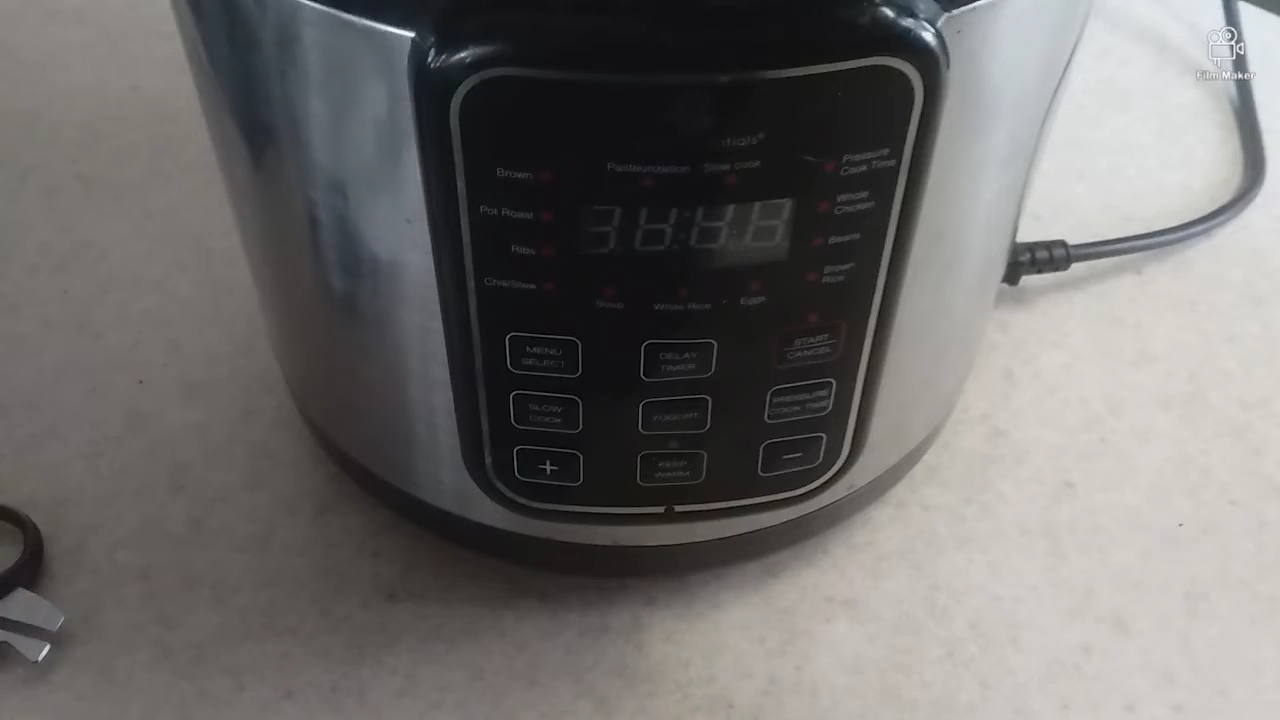 Film Maker
ntials®
Brown
Pasteurization
Slow cook
Pressure
Cook Time
Pot Roast
Whole
Chicken
Ribs
Beans
Chili/Stew
Brown
Rice
Soup
White Rice
Eggs
MENU
SELECT
DELAY
TIMER
START
CANCEL
SLOW
COOK
YOGURT
PRESSURE
COOK TIME
+
KEEP
WARM
−